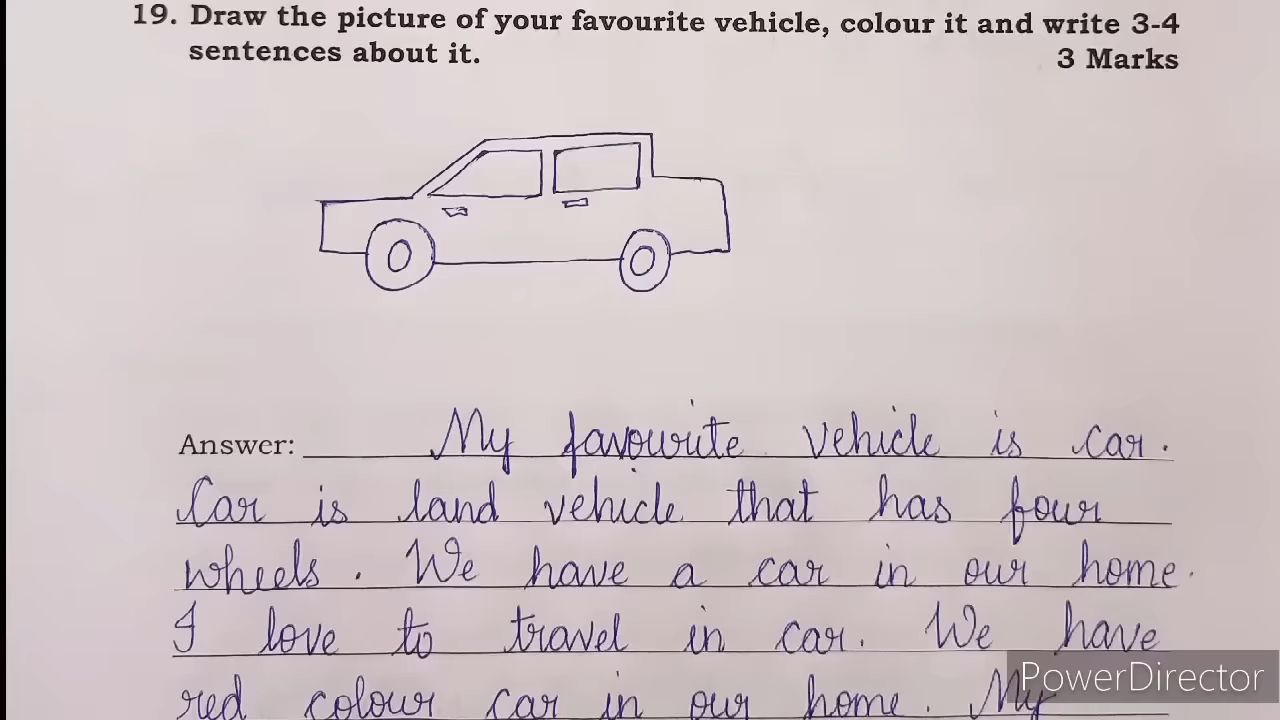 19. Draw the picture of your favourite vehicle, colour it and write 3-4
sentences about it. 3 Marks
Answer: My favourite vehicle is car.
Car is land vehicle that has four
wheels. We have a car in our home.
I love to travel in car. We have
red colour car in our home. My
PowerDirector